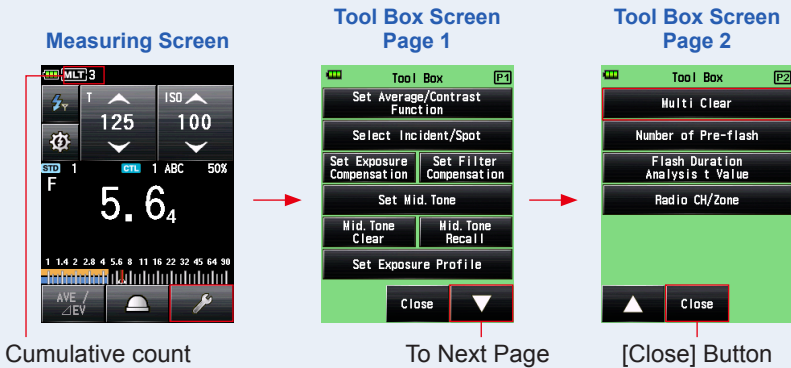 Measuring Screen
MLT 3
T
ISO
125
100
STD 1
CTL 1 ABC 50%
F
5.6 4
1 1.4 2 2.8 4 5.6 8 11 16 22 32 45 64 90
AVE /
⊿EV
Cumulative count
Tool Box Screen
Page 1
Tool Box P1
Set Average/Contrast
Function
Select Incident/Spot
Set Exposure
Compensation
Set Filter
Compensation
Set Mid.Tone
Mid.Tone
Clear
Mid.Tone
Recall
Set Exposure Profile
Close
To Next Page
Tool Box Screen
Page 2
Tool Box P2
Multi Clear
Number of Pre-flash
Flash Duration
Analysis t Value
Radio CH/Zone
Close
[Close] Button